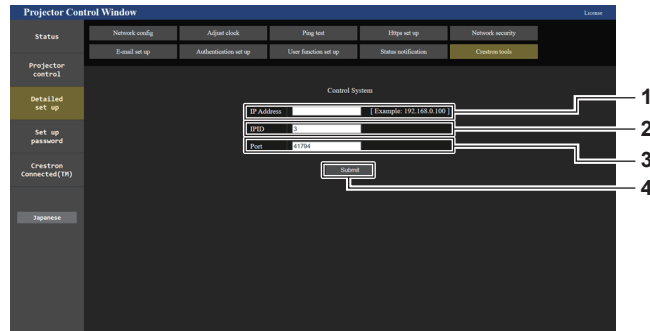 Projector Control Window
License
Status
Network config
Adjust clock
Ping test
Https set up
Network security
E-mail set up
Authentication set up
User function set up
Status notification
Crestron tools
Projector
control
Detailed
set up
Set up
password
Crestron
Connected(TM)
Japanese
Control System
IP Address
[ Example: 192.168.0.100 ]
1
IPID
3
2
Port
41794
3
Submit
4